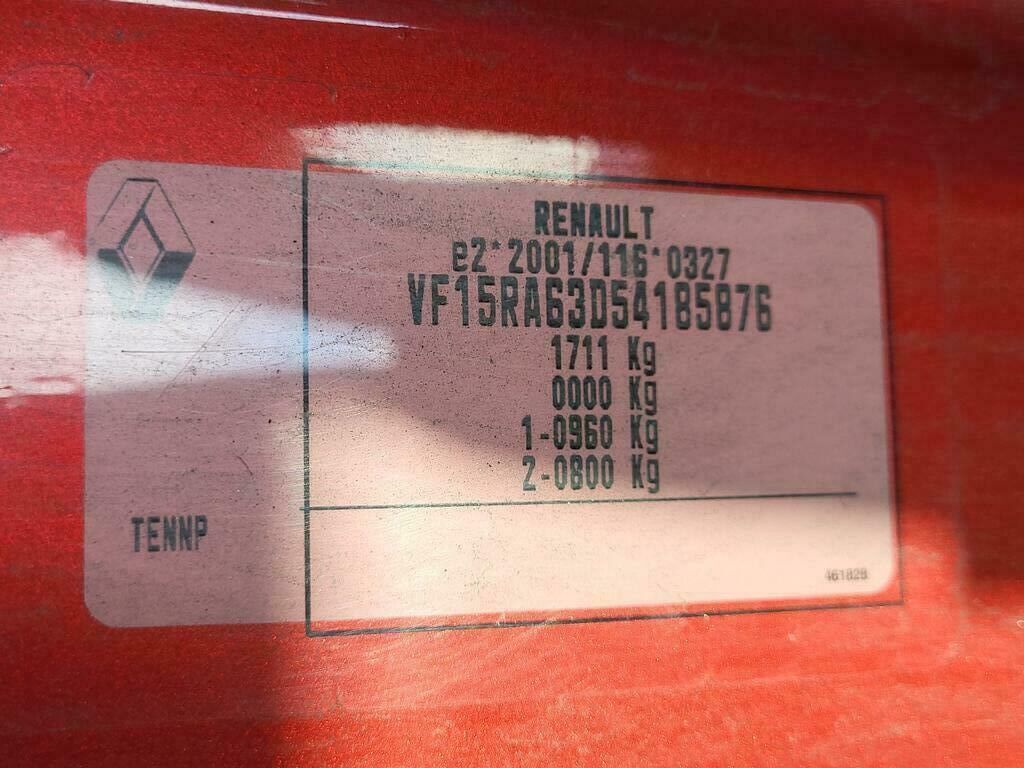 RENAULT
e2*2001/116*0327
VF15RA63D54185876
1711 Kg
0000 Kg
1-0960 Kg
2-0800 Kg
TENNP
461828